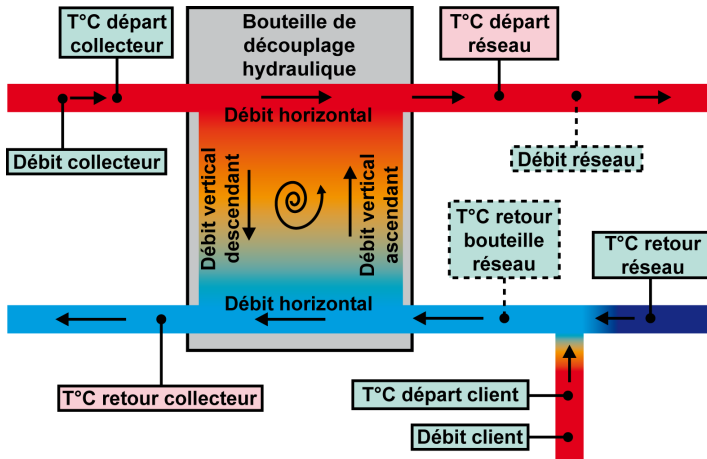 T°C départ
collecteur
Bouteille de
découplage
hydraulique
T°C départ
réseau
Débit horizontal
Débit collecteur
Débit réseau
Débit vertical
descendant
Débit vertical
ascendant
T°C retour
bouteille
réseau
T°C retour
réseau
Débit horizontal
T°C retour collecteur
T°C départ client
Débit client